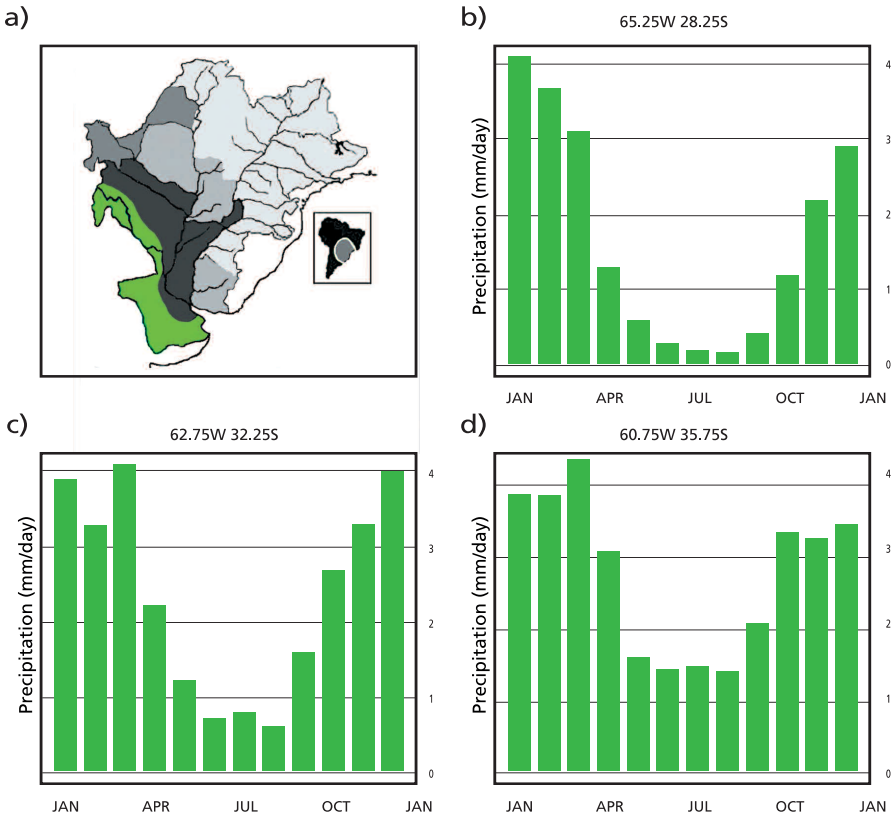 a)
b)
65.25W 28.25S
Precipitation (mm/day)
4
3
2
1
0
JAN APR JUL OCT JAN
c)
62.75W 32.25S
Precipitation (mm/day)
4
3
2
1
0
JAN APR JUL OCT JAN
d)
60.75W 35.75S
Precipitation (mm/day)
4
3
2
1
0
JAN APR JUL OCT JAN